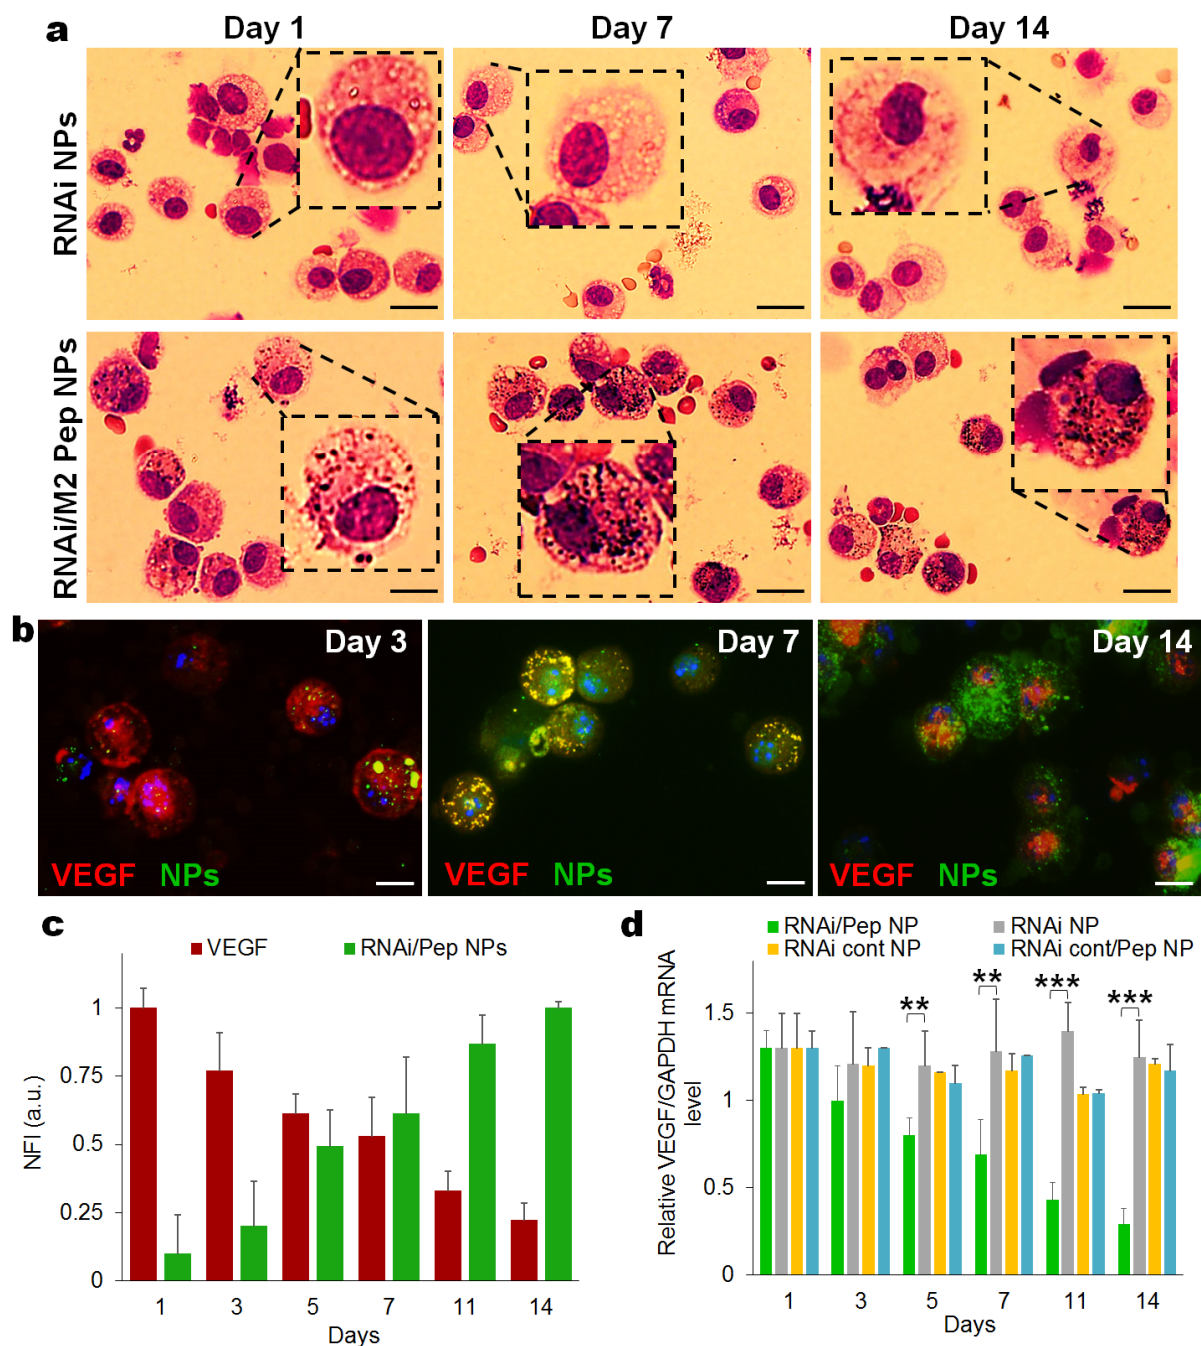 a
Day 1
Day 7
Day 14
RNAi NPs
RNAi/M2 Pep NPs
b
Day 3
Day 7
Day 14
VEGF NPs
VEGF NPs
VEGF NPs
c
VEGF
RNAi/Pep NPs
NFI (a.u.)
1
0.75
0.5
0.25
0
1 3 5 7 11 14
Days
d
RNAi/Pep NP
RNAi NP
RNAi cont NP
RNAi cont/Pep NP
Relative VEGF/GAPDH mRNA
level
1.5
1
0.5
0
** ** *** ***
1 3 5 7 11 14
Days